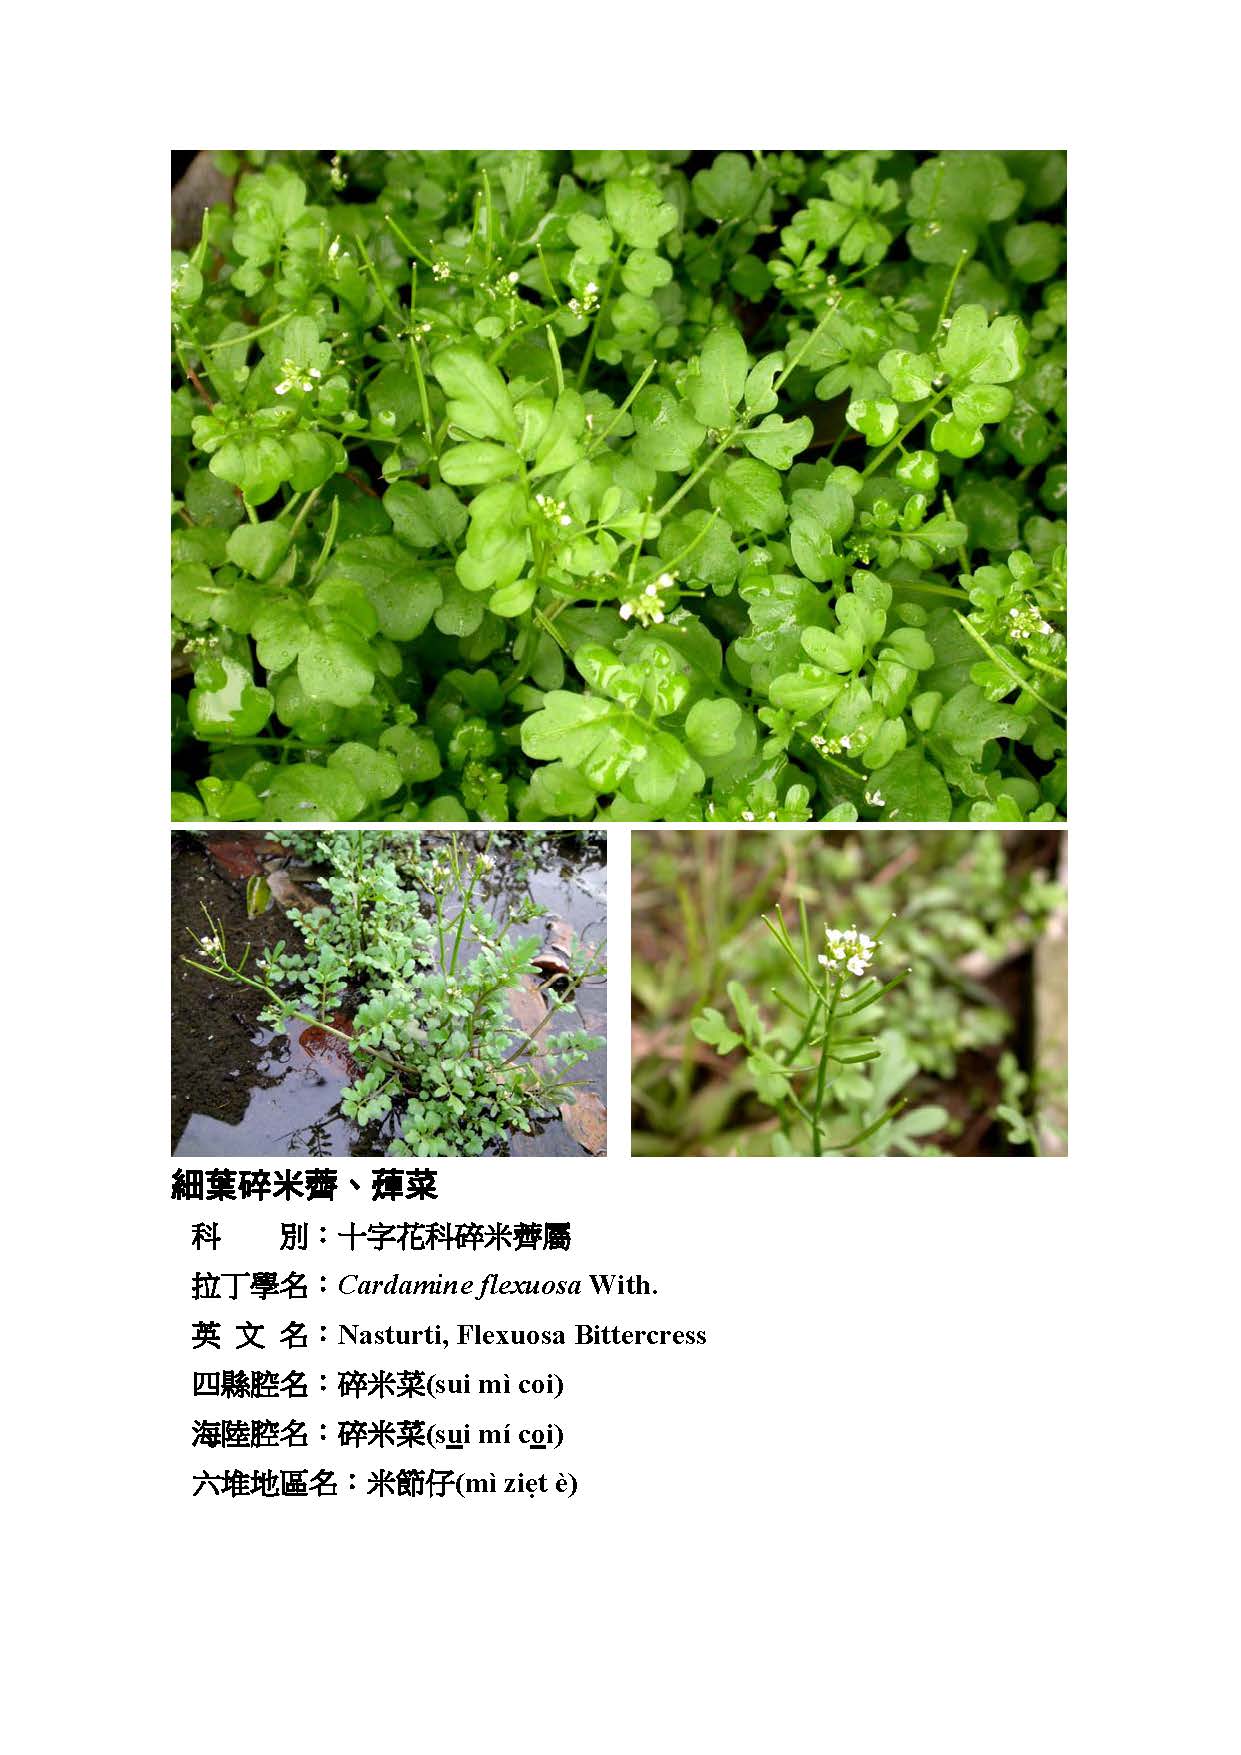 細葉碎米薺、蔊菜
科　　別：十字花科碎米薺屬
拉丁學名：Cardamine flexuosa With.
英 文 名：Nasturti, Flexuosa Bittercress
四縣腔名：碎米菜(sui mì coi)
海陸腔名：碎米菜(sui mí coi)
六堆地區名：米節仔(mì ziẹt è)